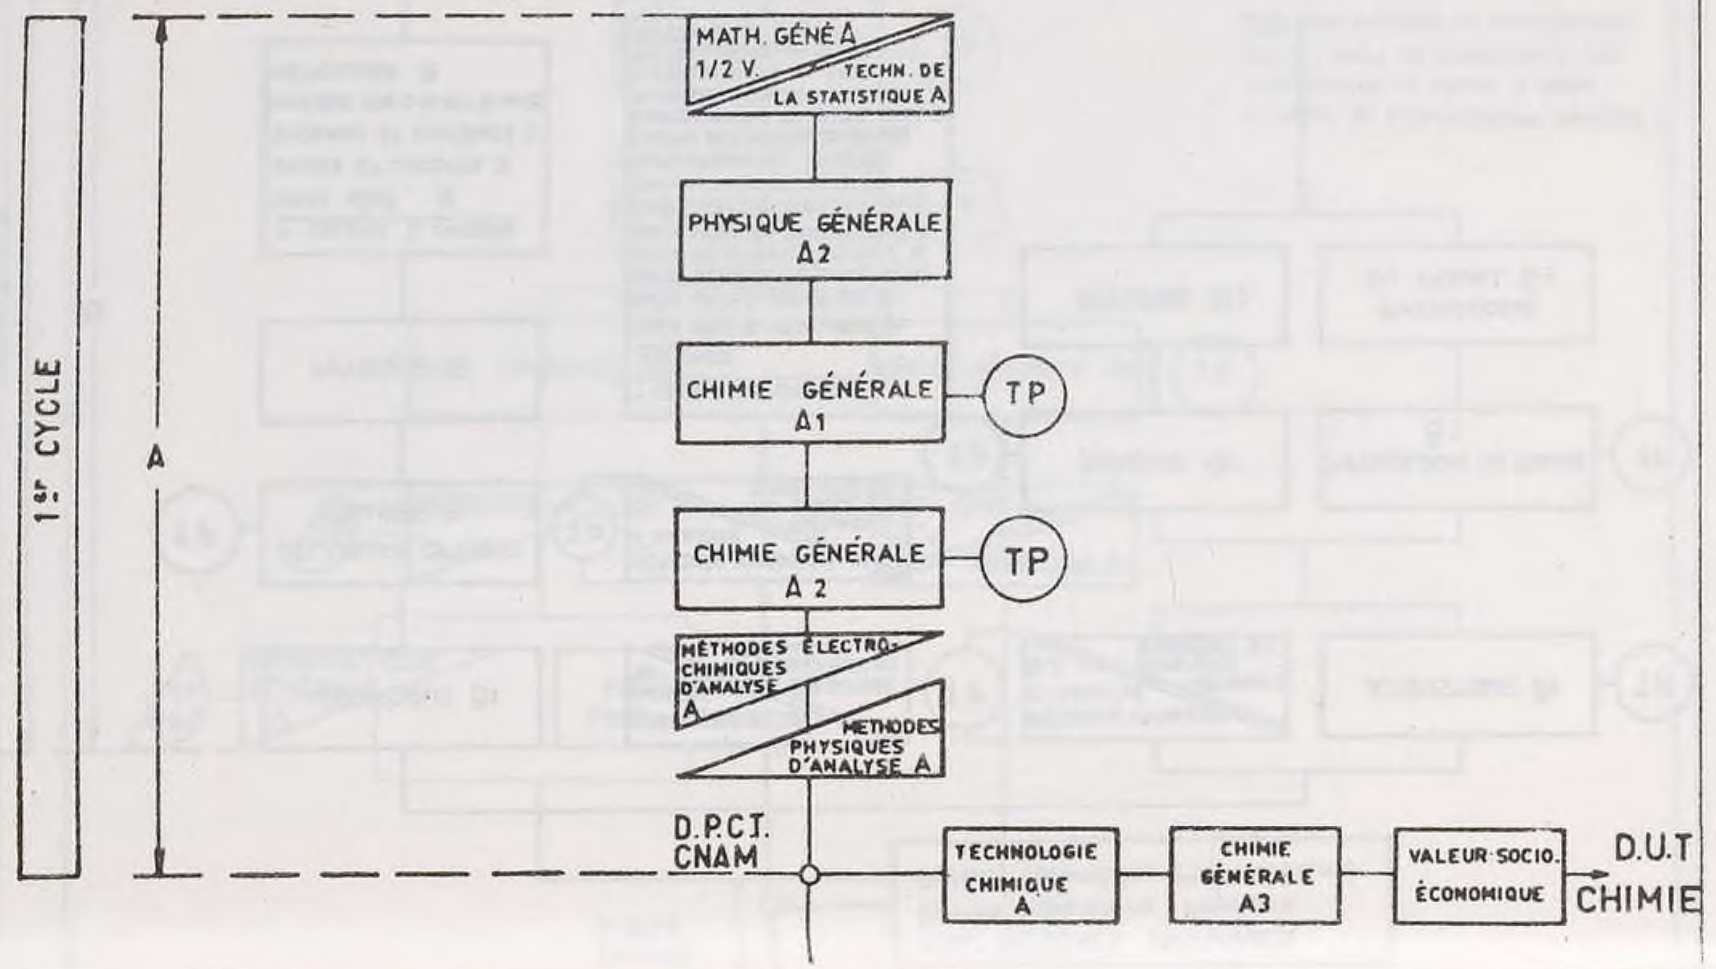 MATH. GÉNÉ A
1/2 V.
TECHN. DE
LA STATISTIQUE A
PHYSIQUE GÉNÉRALE
A2
CHIMIE GÉNÉRALE
A1
TP
1er CYCLE
A
CHIMIE GÉNÉRALE
A 2
TP
MÉTHODES ÉLECTRO-
CHIMIQUES
D'ANALYSE
A
METHODES
PHYSIQUES
D'ANALYSE A
D.P.C.T.
CNAM
TECHNOLOGIE
CHIMIQUE
A
CHIMIE
GÉNÉRALE
A3
VALEUR SOCIO.
ÉCONOMIQUE
D.U.T
CHIMIE